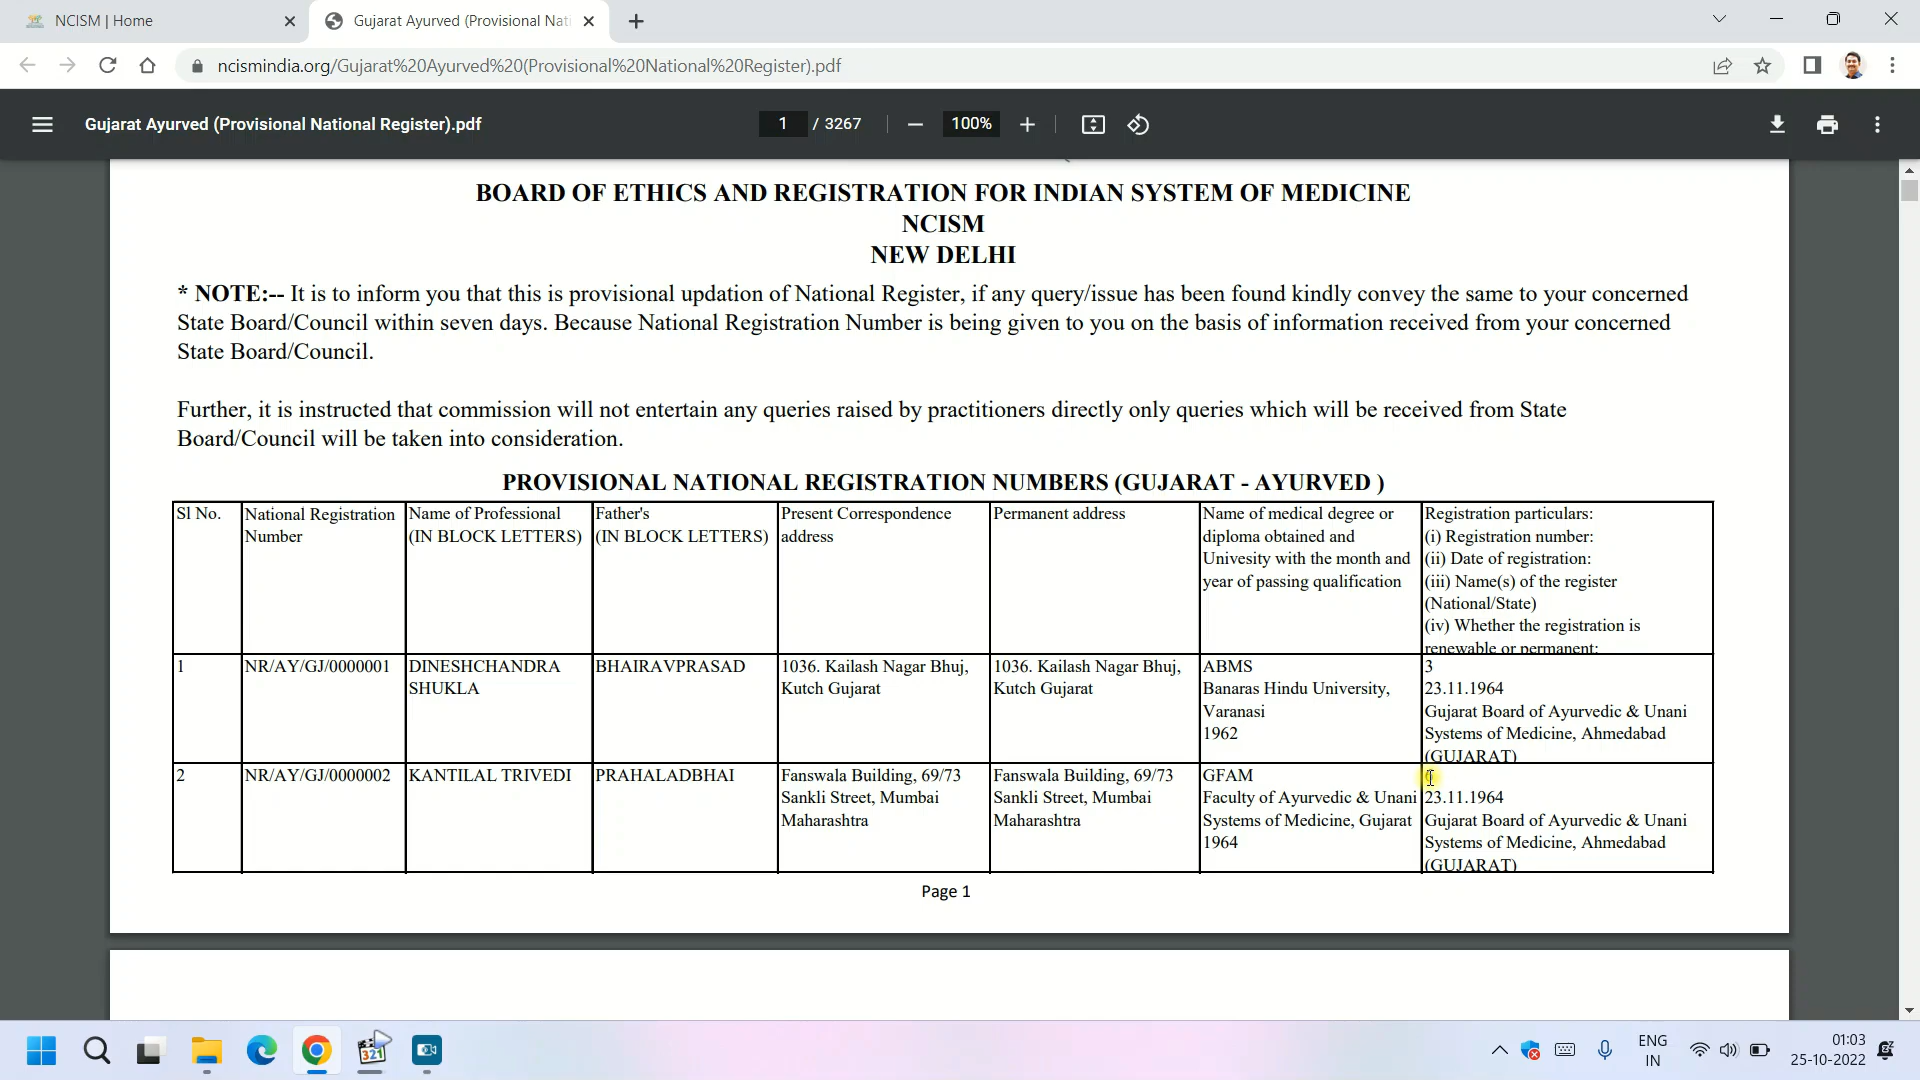 NCISM | Home
Gujarat Ayurved (Provisional Nati
ncismindia.org/Gujarat%20Ayurved%20(Provisional%20National%20Register).pdf
Gujarat Ayurved (Provisional National Register).pdf
1 / 3267
100%
BOARD OF ETHICS AND REGISTRATION FOR INDIAN SYSTEM OF MEDICINE
NCISM
NEW DELHI
* NOTE:-- It is to inform you that this is provisional updation of National Register, if any query/issue has been found kindly convey the same to your concerned
State Board/Council within seven days. Because National Registration Number is being given to you on the basis of information received from your concerned
State Board/Council.
Further, it is instructed that commission will not entertain any queries raised by practitioners directly only queries which will be received from State
Board/Council will be taken into consideration.
PROVISIONAL NATIONAL REGISTRATION NUMBERS (GUJARAT - AYURVED )
Sl No.
National Registration
Number
Name of Professional
(IN BLOCK LETTERS)
Father's
(IN BLOCK LETTERS)
Present Correspondence
address
Permanent address
Name of medical degree or
diploma obtained and
Univesity with the month and
year of passing qualification
Registration particulars:
(i) Registration number:
(ii) Date of registration:
(iii) Name(s) of the register
(National/State)
(iv) Whether the registration is
renewable or permanent:
1
NR/AY/GJ/0000001
DINESHCHANDRA
SHUKLA
BHAIRAVPRASAD
1036. Kailash Nagar Bhuj,
Kutch Gujarat
1036. Kailash Nagar Bhuj,
Kutch Gujarat
ABMS
Banaras Hindu University,
Varanasi
1962
3
23.11.1964
Gujarat Board of Ayurvedic & Unani
Systems of Medicine, Ahmedabad
(GUJARAT)
2
NR/AY/GJ/0000002
KANTILAL TRIVEDI
PRAHALADBHAI
Fanswala Building, 69/73
Sankli Street, Mumbai
Maharashtra
Fanswala Building, 69/73
Sankli Street, Mumbai
Maharashtra
GFAM
Faculty of Ayurvedic & Unani
Systems of Medicine, Gujarat
1964
23.11.1964
Gujarat Board of Ayurvedic & Unani
Systems of Medicine, Ahmedabad
(GUJARAT)
Page 1
321
ENG
IN
01:03
25-10-2022